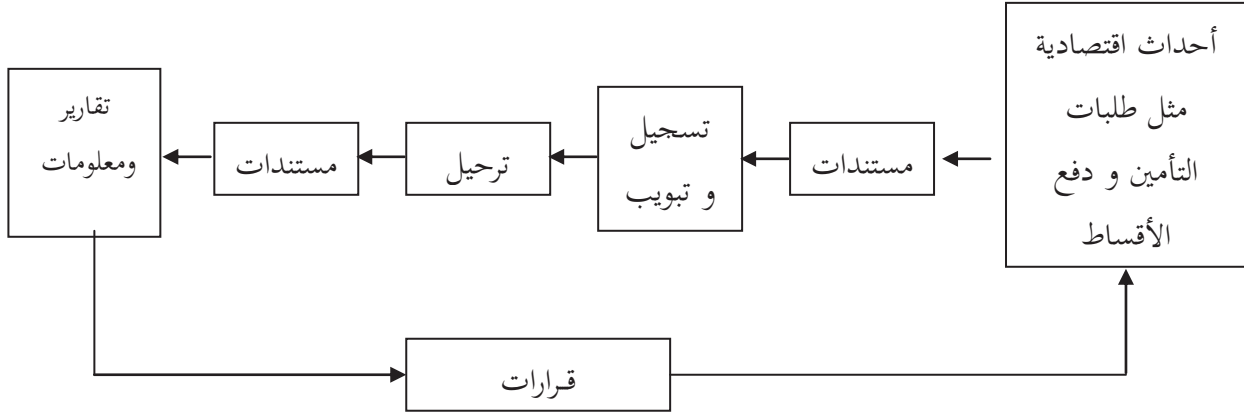 أحداث اقتصادية
مثل طلبات
التأمين و دفع
الأقساط
مستندات
تسجيل
و تبويب
ترحيل
مستندات
تقارير
ومعلومات
قرارات